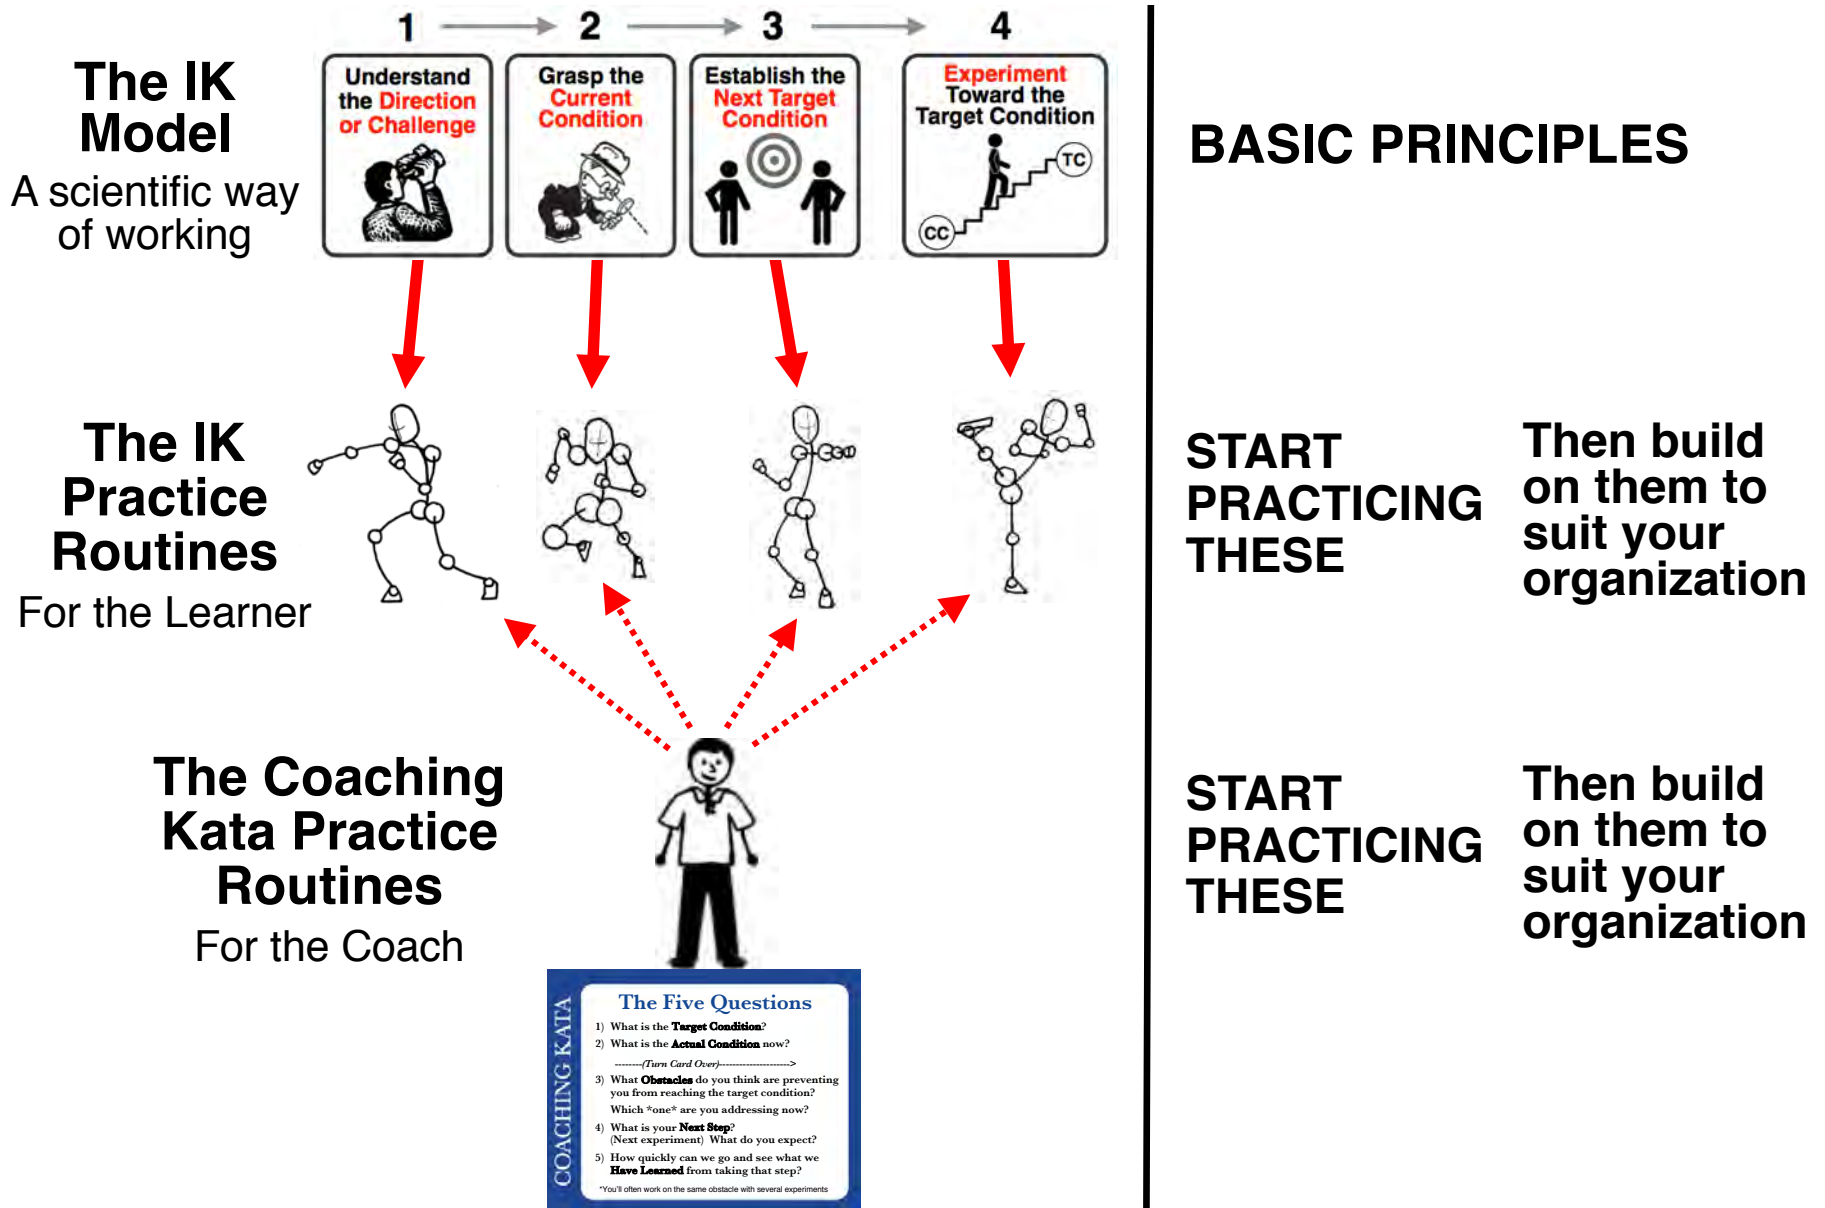 1 2 3 4
The IK
Model
A scientific way
of working
Understand
the Direction
or Challenge
Grasp the
Current
Condition
Establish the
Next Target
Condition
Experiment
Toward the
Target Condition
TC
CC
BASIC PRINCIPLES
The IK
Practice
Routines
For the Learner
START
PRACTICING
THESE
Then build
on them to
suit your
organization
The Coaching
Kata Practice
Routines
For the Coach
START
PRACTICING
THESE
Then build
on them to
suit your
organization
COACHING KATA
The Five Questions
1) What is the Target Condition?
2) What is the Actual Condition now?
--------(Turn Card Over)--------------------->
3) What Obstacles do you think are preventing
you from reaching the target condition?
Which *one* are you addressing now?
4) What is your Next Step?
(Next experiment) What do you expect?
5) How quickly can we go and see what we
Have Learned from taking that step?
*You'll often work on the same obstacle with several experiments